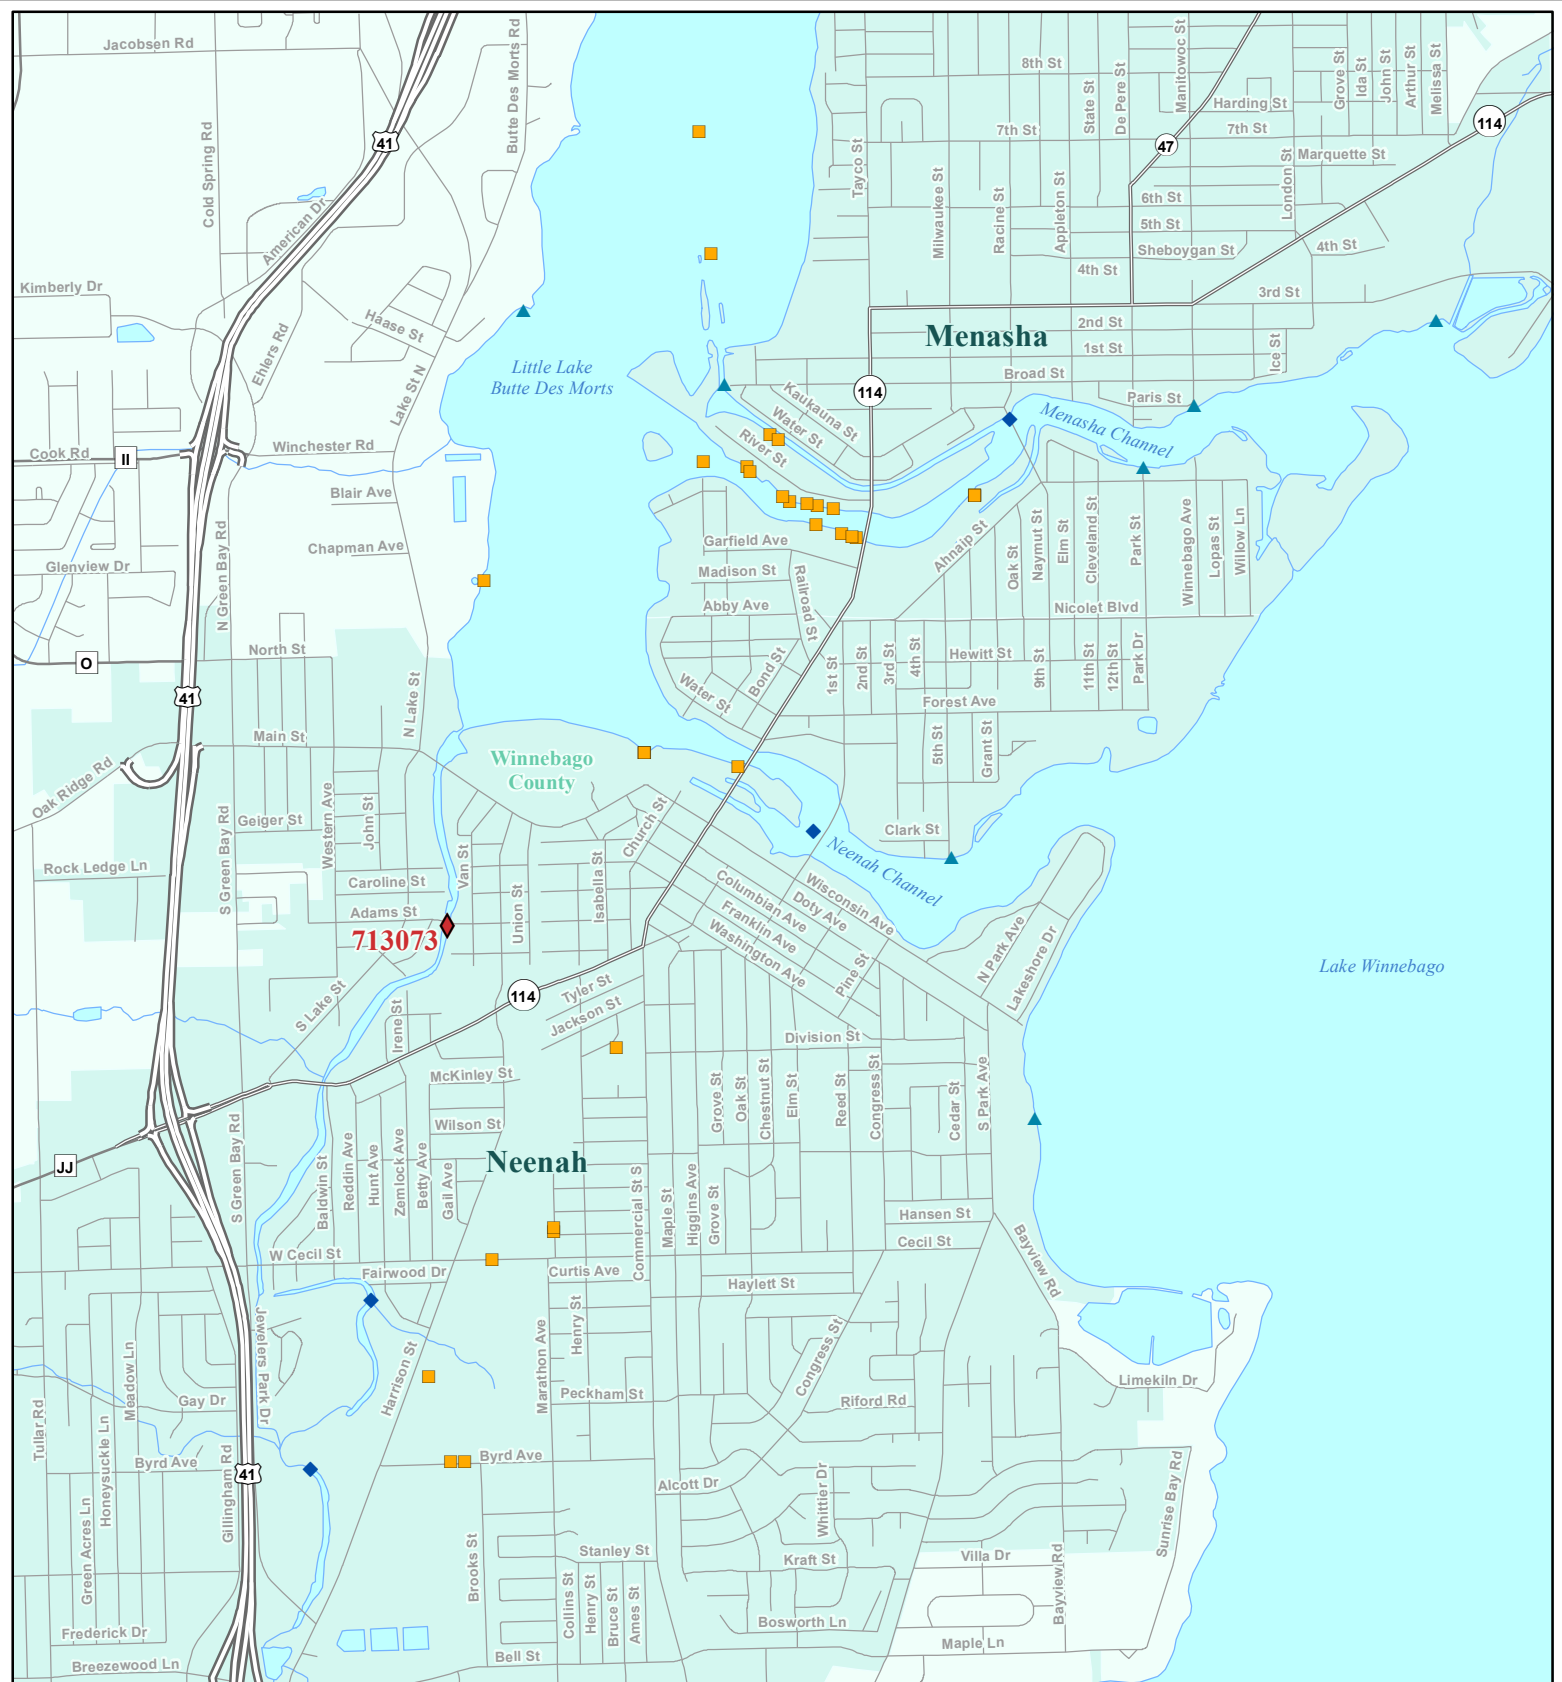 Jacobsen Rd
Butte Des Morts Rd
8th St
State St
De Pere St
Manitowoc St
Grove St
Ida St
John St
Arthur St
Melissa St
Harding St
7th St
7th St
114
41
47
Cold Spring Rd
Tayco St
Marquette St
London St
Milwaukee St
Racine St
Appleton St
6th St
5th St
Sheboygan St
4th St
4th St
American Dr
Kimberly Dr
3rd St
Haase St
Ehlers Rd
2nd St
Menasha
1st St
Ice St
Little Lake
Butte Des Morts
Broad St
114
Kaukauna St
Paris St
Lake St N
Water St
Menasha Channel
River St
Winchester Rd
Cook Rd
II
Blair Ave
N Green Bay Rd
Chapman Ave
Garfield Ave
Ahnaip St
Oak St
Naymut St
Elm St
Cleveland St
Park St
Winnebago Ave
Lopas St
Willow Ln
Glenview Dr
Madison St
Railroad St
Abby Ave
Nicolet Blvd
North St
O
1st St
2nd St
3rd St
4th St
Hewitt St
9th St
11th St
12th St
Park Dr
Bond St
Water St
41
N Lake St
Forest Ave
Main St
5th St
Grant St
Winnebago
County
Oak Ridge Rd
Western Ave
John St
S Green Bay Rd
Geiger St
Church St
Clark St
Neenah Channel
Rock Ledge Ln
Van St
Isabella St
Caroline St
Union St
Adams St
713073
Wisconsin Ave
Columbian Ave
Doty Ave
Franklin Ave
Washington Ave
Pine St
N Park Ave
Lakeshore Dr
Lake Winnebago
S Lake St
114
Tyler St
Jackson St
Irene St
Division St
McKinley St
Grove St
Oak St
Chestnut St
Elm St
Reed St
Congress St
Cedar St
S Park Ave
Wilson St
JJ
S Green Bay Rd
Baldwin St
Reddin Ave
Hunt Ave
Zemlock Ave
Betty Ave
Gail Ave
Neenah
Commercial St S
Maple St
Higgins Ave
Grove St
Hansen St
Cecil St
Bayview Rd
W Cecil St
Fairwood Dr
Curtis Ave
Haylett St
Jewelers Park Dr
Henry St
Harrison St
Marathon Ave
Congress St
Meadow Ln
Limekiln Dr
Gay Dr
Peckham St
Riford Rd
Tullar Rd
Honeysuckle Ln
Byrd Ave
Gillingham Rd
41
Byrd Ave
Alcott Dr
Whittier Dr
Sunrise Bay Rd
Green Acres Ln
Brooks St
Stanley St
Kraft St
Villa Dr
Bayview Rd
Collins St
Henry St
Bruce St
Ames St
Bosworth Ln
Frederick Dr
Maple Ln
Bell St
Breezewood Ln